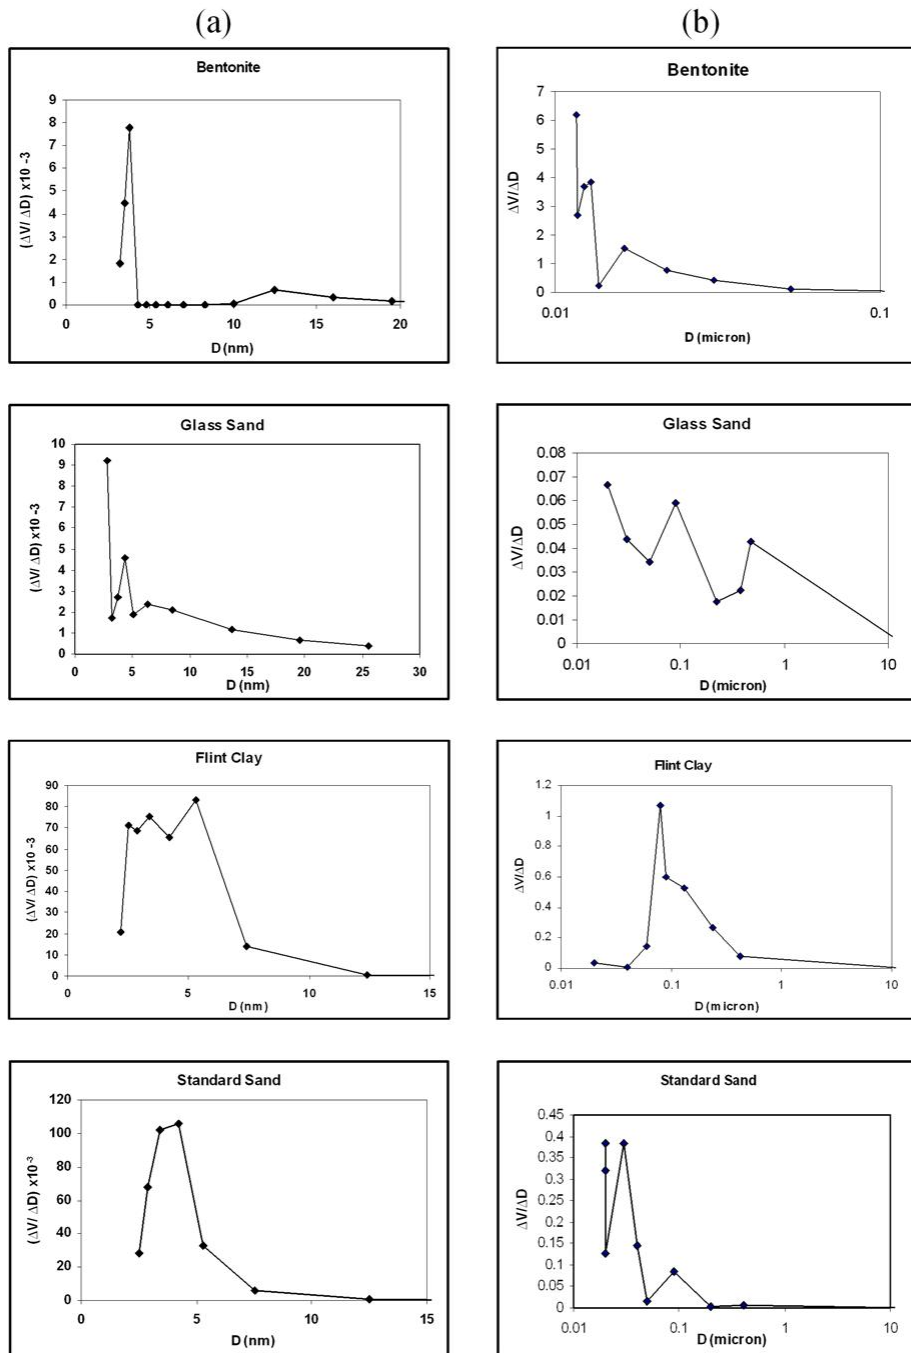 (a)
(b)
Bentonite
(ΔV/ ΔD) x10 -3
9
8
7
6
5
4
3
2
1
0
0 5 10 15 20
D (nm)
Bentonite
ΔV/ΔD
7
6
5
4
3
2
1
0
0.01 0.1
D (micron)
Glass Sand
(ΔV/ ΔD) x10 -3
10
9
8
7
6
5
4
3
2
1
0
0 5 10 15 20 25 30
D (nm)
Glass Sand
ΔV/ΔD
0.08
0.07
0.06
0.05
0.04
0.03
0.02
0.01
0
0.01 0.1 1 10
D (micron)
Flint Clay
(ΔV/ ΔD) x10 -3
90
80
70
60
50
40
30
20
10
0
0 5 10 15
D (nm)
Flint Clay
ΔV/ΔD
1.2
1
0.8
0.6
0.4
0.2
0
0.01 0.1 1 10
D (micron)
Standard Sand
(ΔV/ ΔD) x10⁻³
120
100
80
60
40
20
0
0 5 10 15
D (nm)
Standard Sand
ΔV/ΔD
0.45
0.4
0.35
0.3
0.25
0.2
0.15
0.1
0.05
0
0.01 0.1 1 10
D (micron)